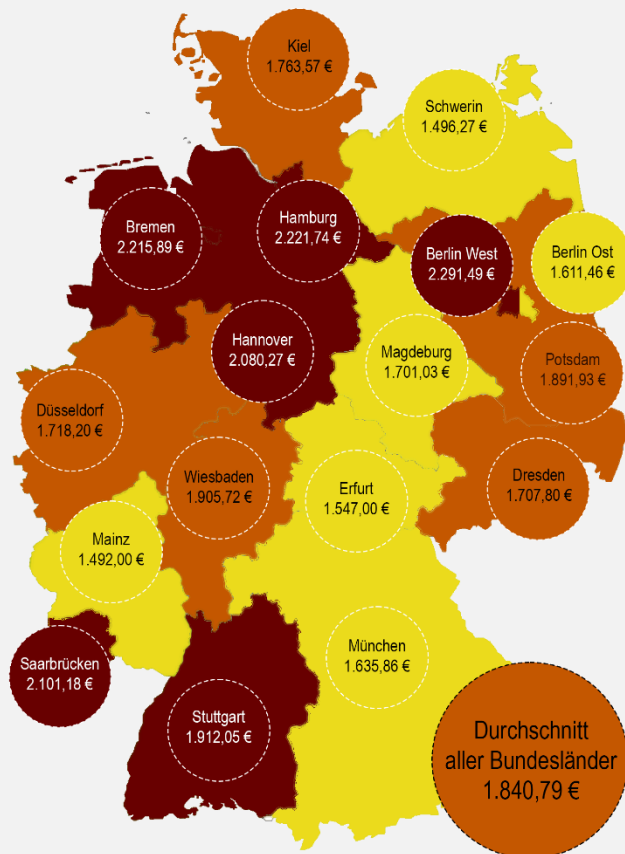 Kiel
1.763,57 €
Schwerin
1.496,27 €
Bremen
2.215,89 €
Hamburg
2.221,74 €
Berlin West
2.291,49 €
Berlin Ost
1.611,46 €
Hannover
2.080,27 €
Magdeburg
1.701,03 €
Potsdam
1.891,93 €
Düsseldorf
1.718,20 €
Wiesbaden
1.905,72 €
Erfurt
1.547,00 €
Dresden
1.707,80 €
Mainz
1.492,00 €
Saarbrücken
2.101,18 €
München
1.635,86 €
Stuttgart
1.912,05 €
Durchschnitt
aller Bundesländer
1.840,79 €